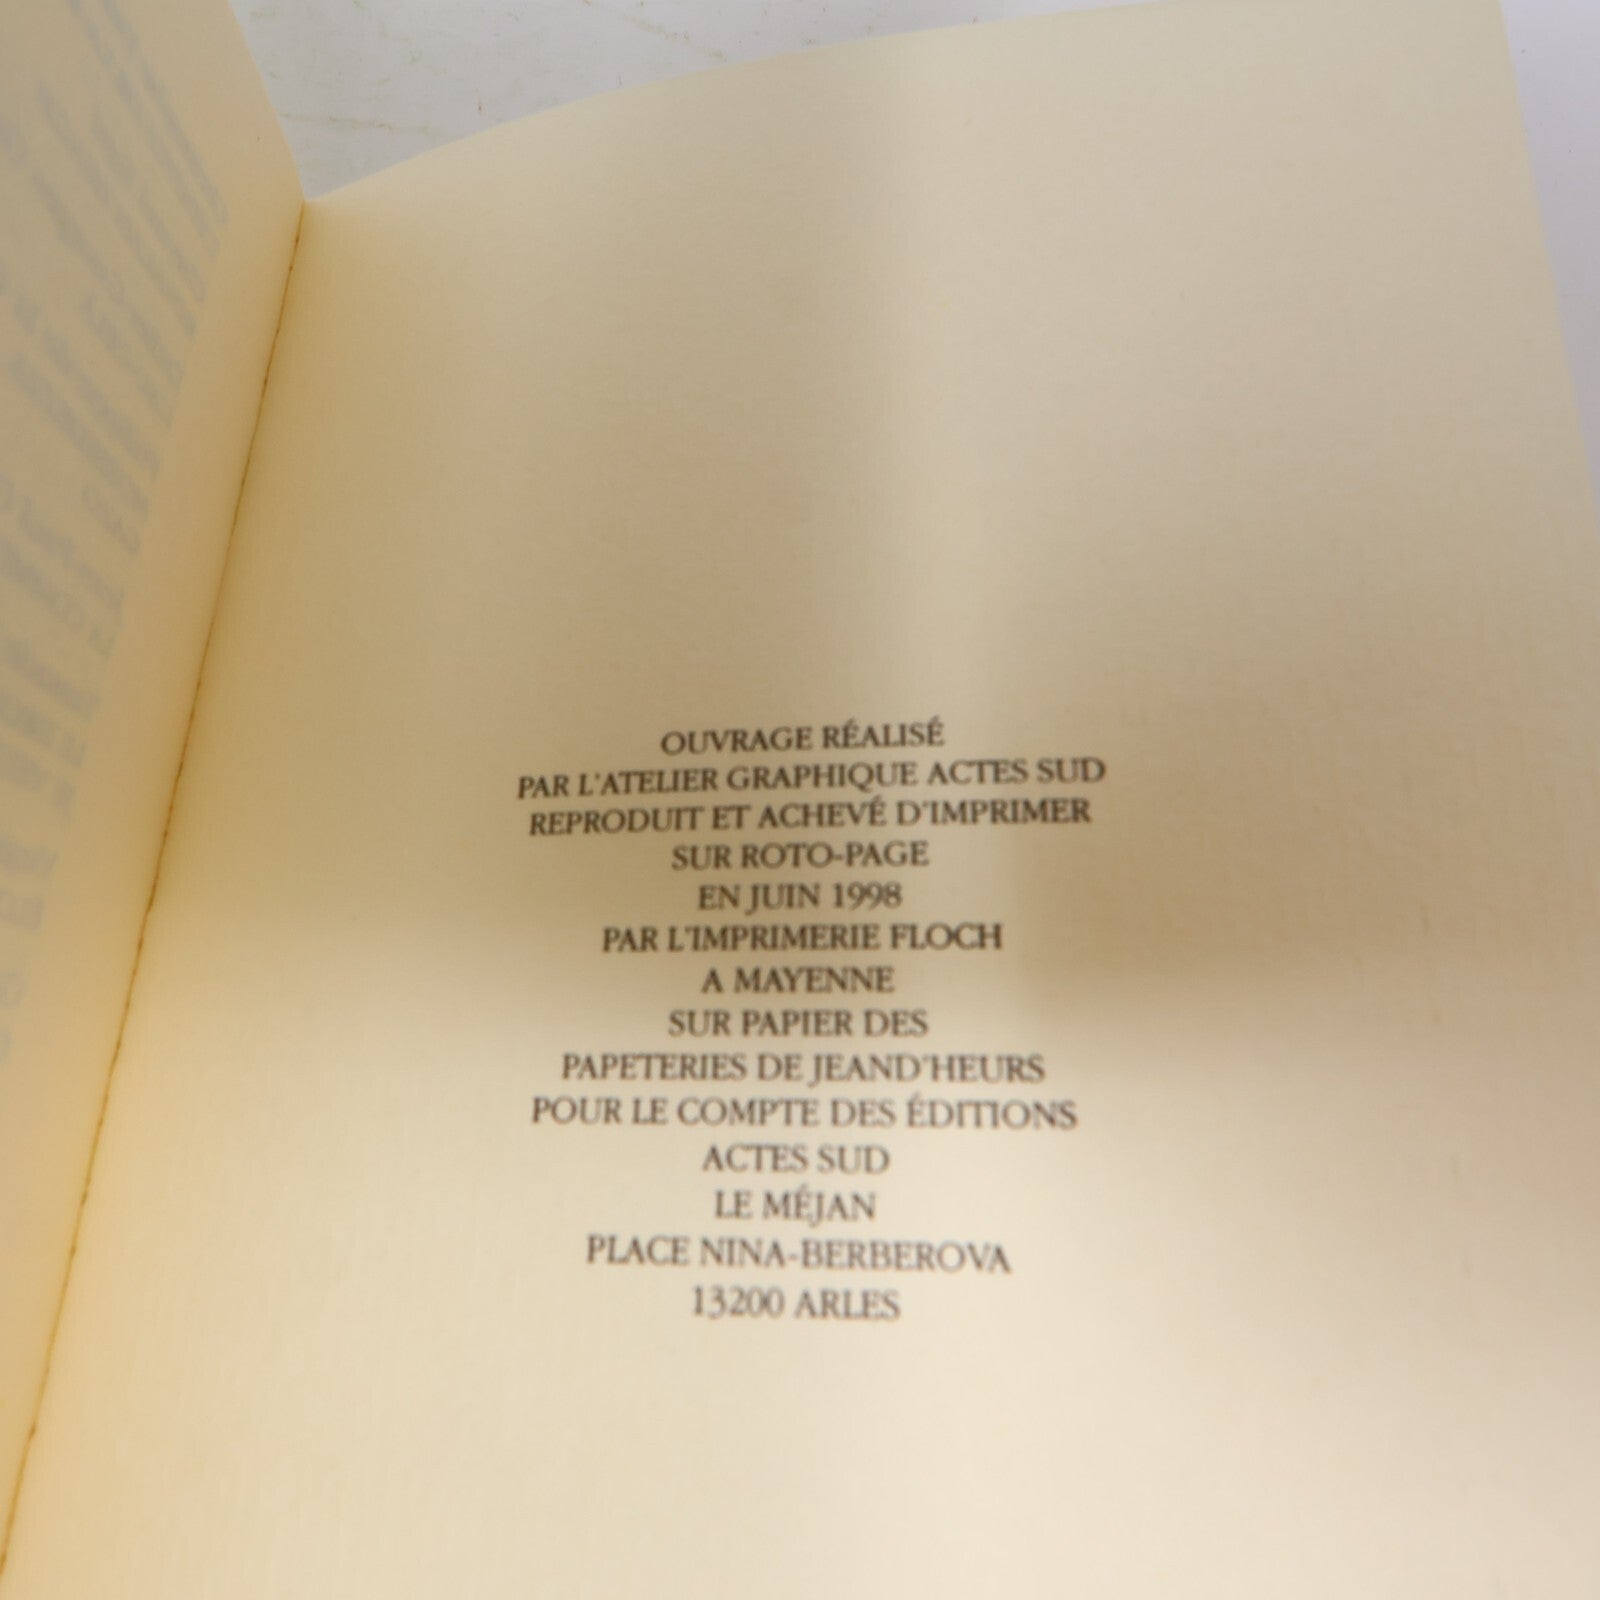 OUVRAGE RÉALISÉ
PAR L'ATELIER GRAPHIQUE ACTES SUD
REPRODUIT ET ACHEVÉ D'IMPRIMER
SUR ROTO-PAGE
EN JUIN 1998
PAR L'IMPRIMERIE FLOCH
A MAYENNE
SUR PAPIER DES
PAPETERIES DE JEAND'HEURS
POUR LE COMPTE DES ÉDITIONS
ACTES SUD
LE MÉJAN
PLACE NINA-BERBEROVA
13200 ARLES